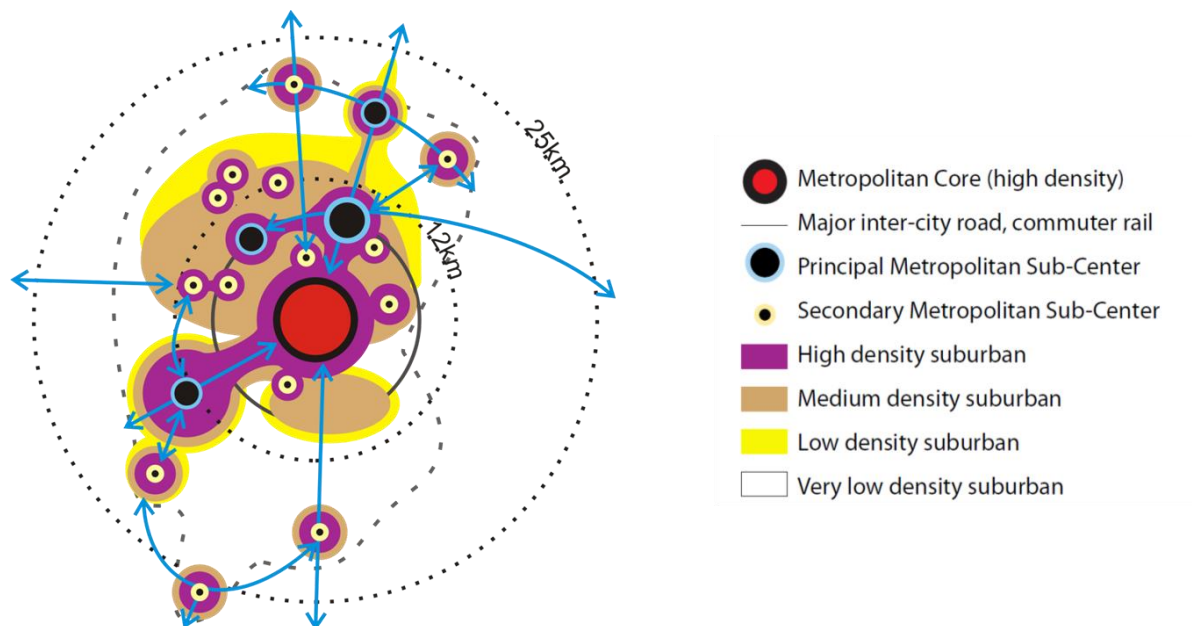 25km
12km
Metropolitan Core (high density)
Major inter-city road, commuter rail
Principal Metropolitan Sub-Center
Secondary Metropolitan Sub-Center
High density suburban
Medium density suburban
Low density suburban
Very low density suburban